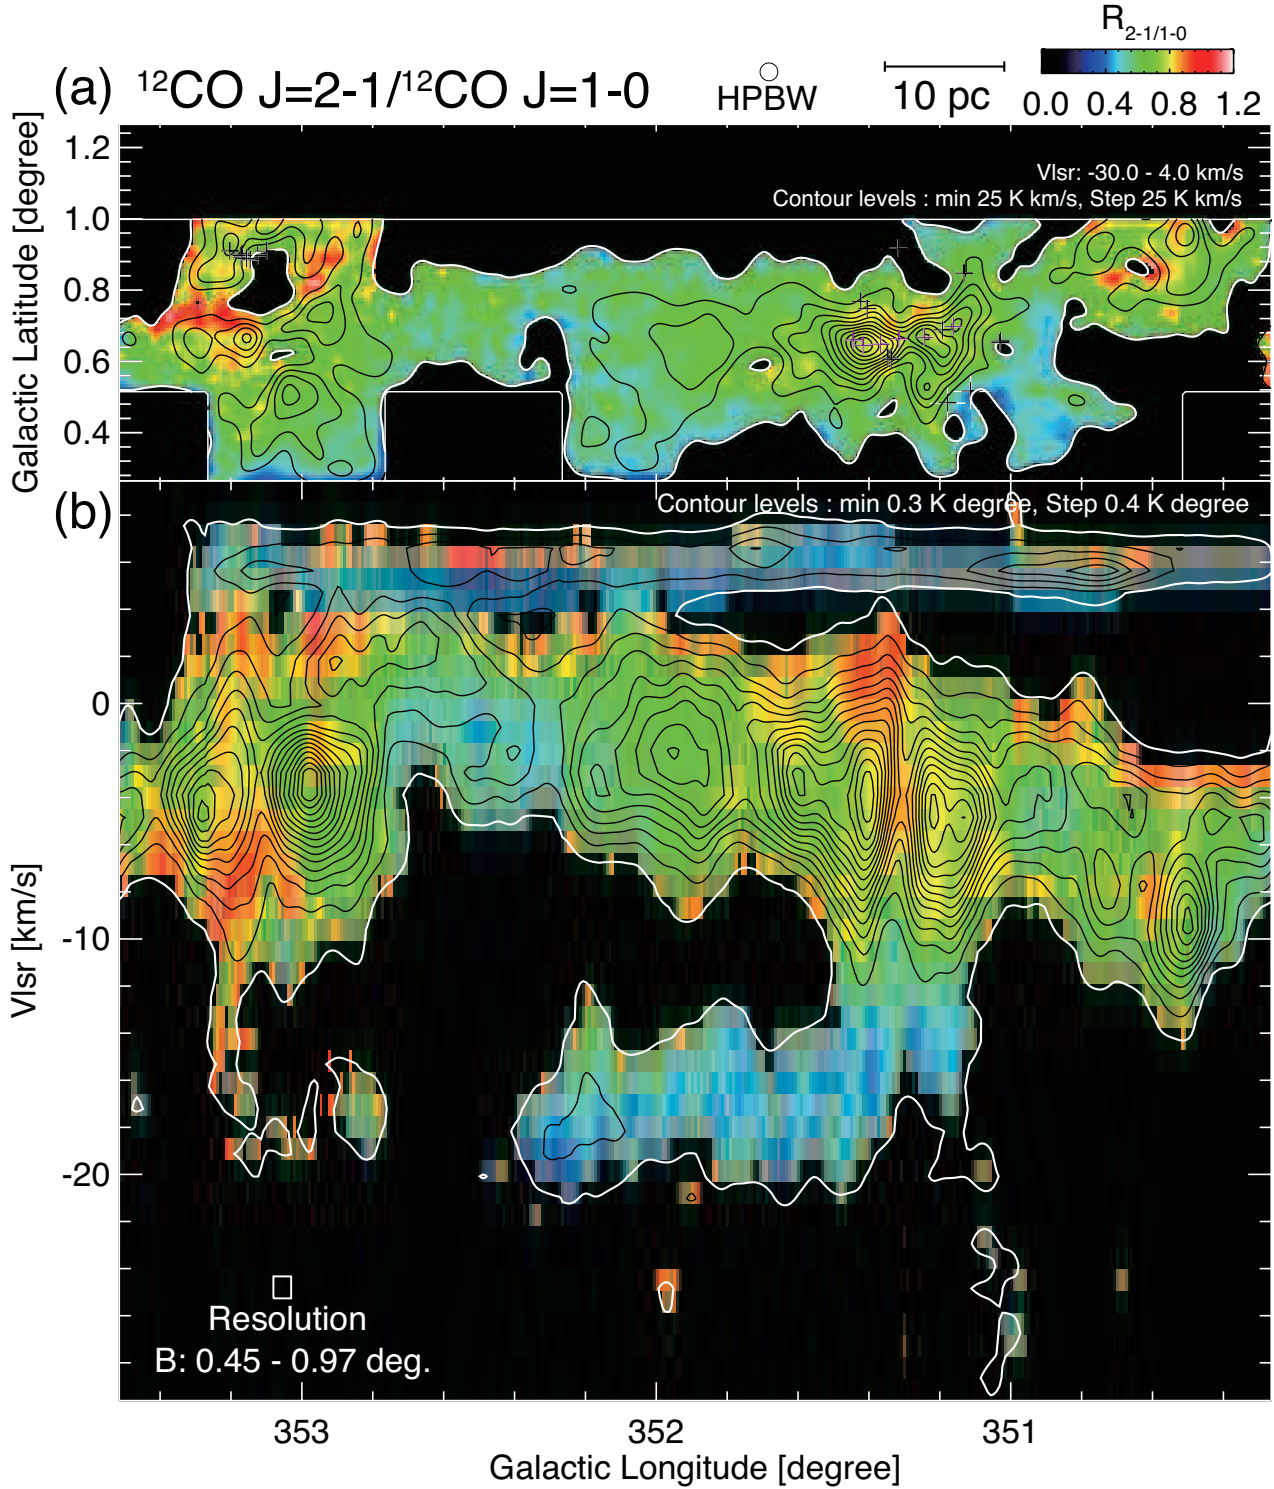 R2-1/1-0
(a) 12CO J=2-1/12CO J=1-0
HPBW
10 pc
0.0 0.4 0.8 1.2
Vlsr: -30.0 - 4.0 km/s
Contour levels : min 25 K km/s, Step 25 K km/s
Galactic Latitude [degree]
1.2
1.0
0.8
0.6
0.4
(b)
Contour levels : min 0.3 K degree, Step 0.4 K degree
Vlsr [km/s]
0
-10
-20
Resolution
B: 0.45 - 0.97 deg.
353 352 351
Galactic Longitude [degree]